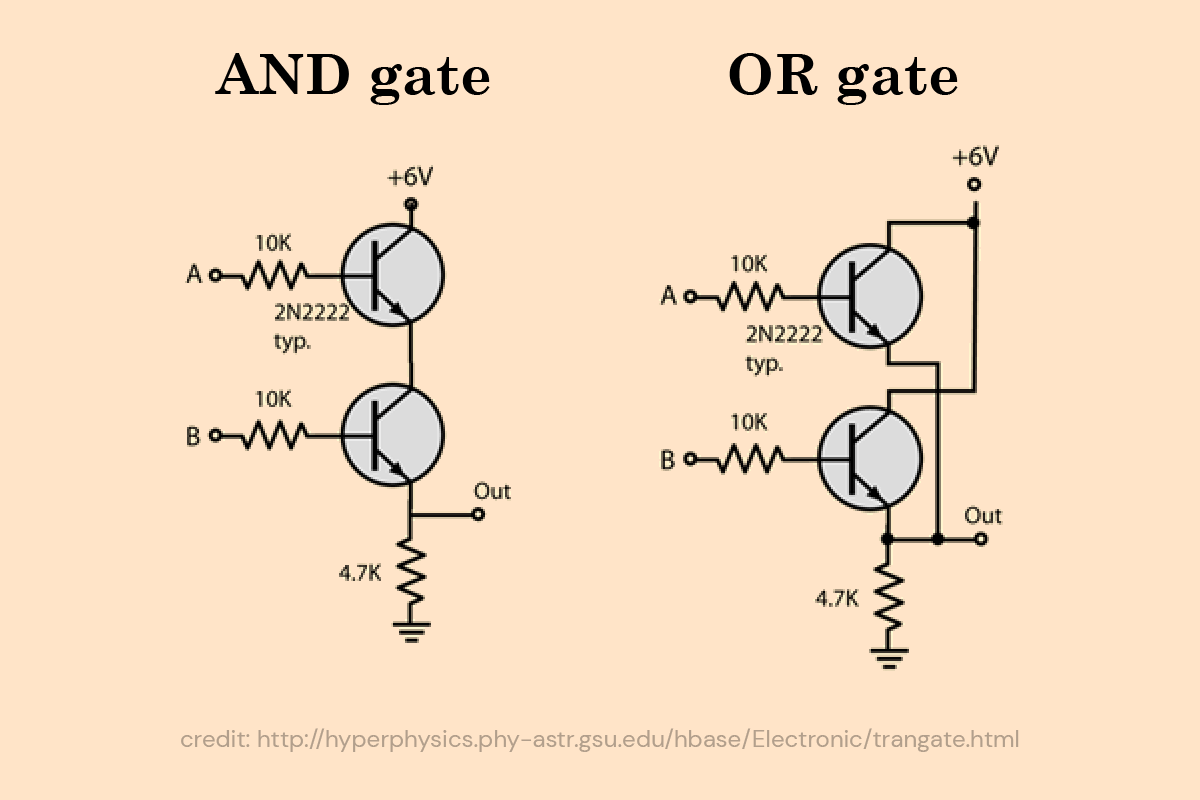 AND gate
+6V
10K
A
2N2222
typ.
10K
B
Out
4.7K
OR gate
+6V
10K
A
2N2222
typ.
10K
B
Out
4.7K
credit: http://hyperphysics.phy-astr.gsu.edu/hbase/Electronic/trangate.html